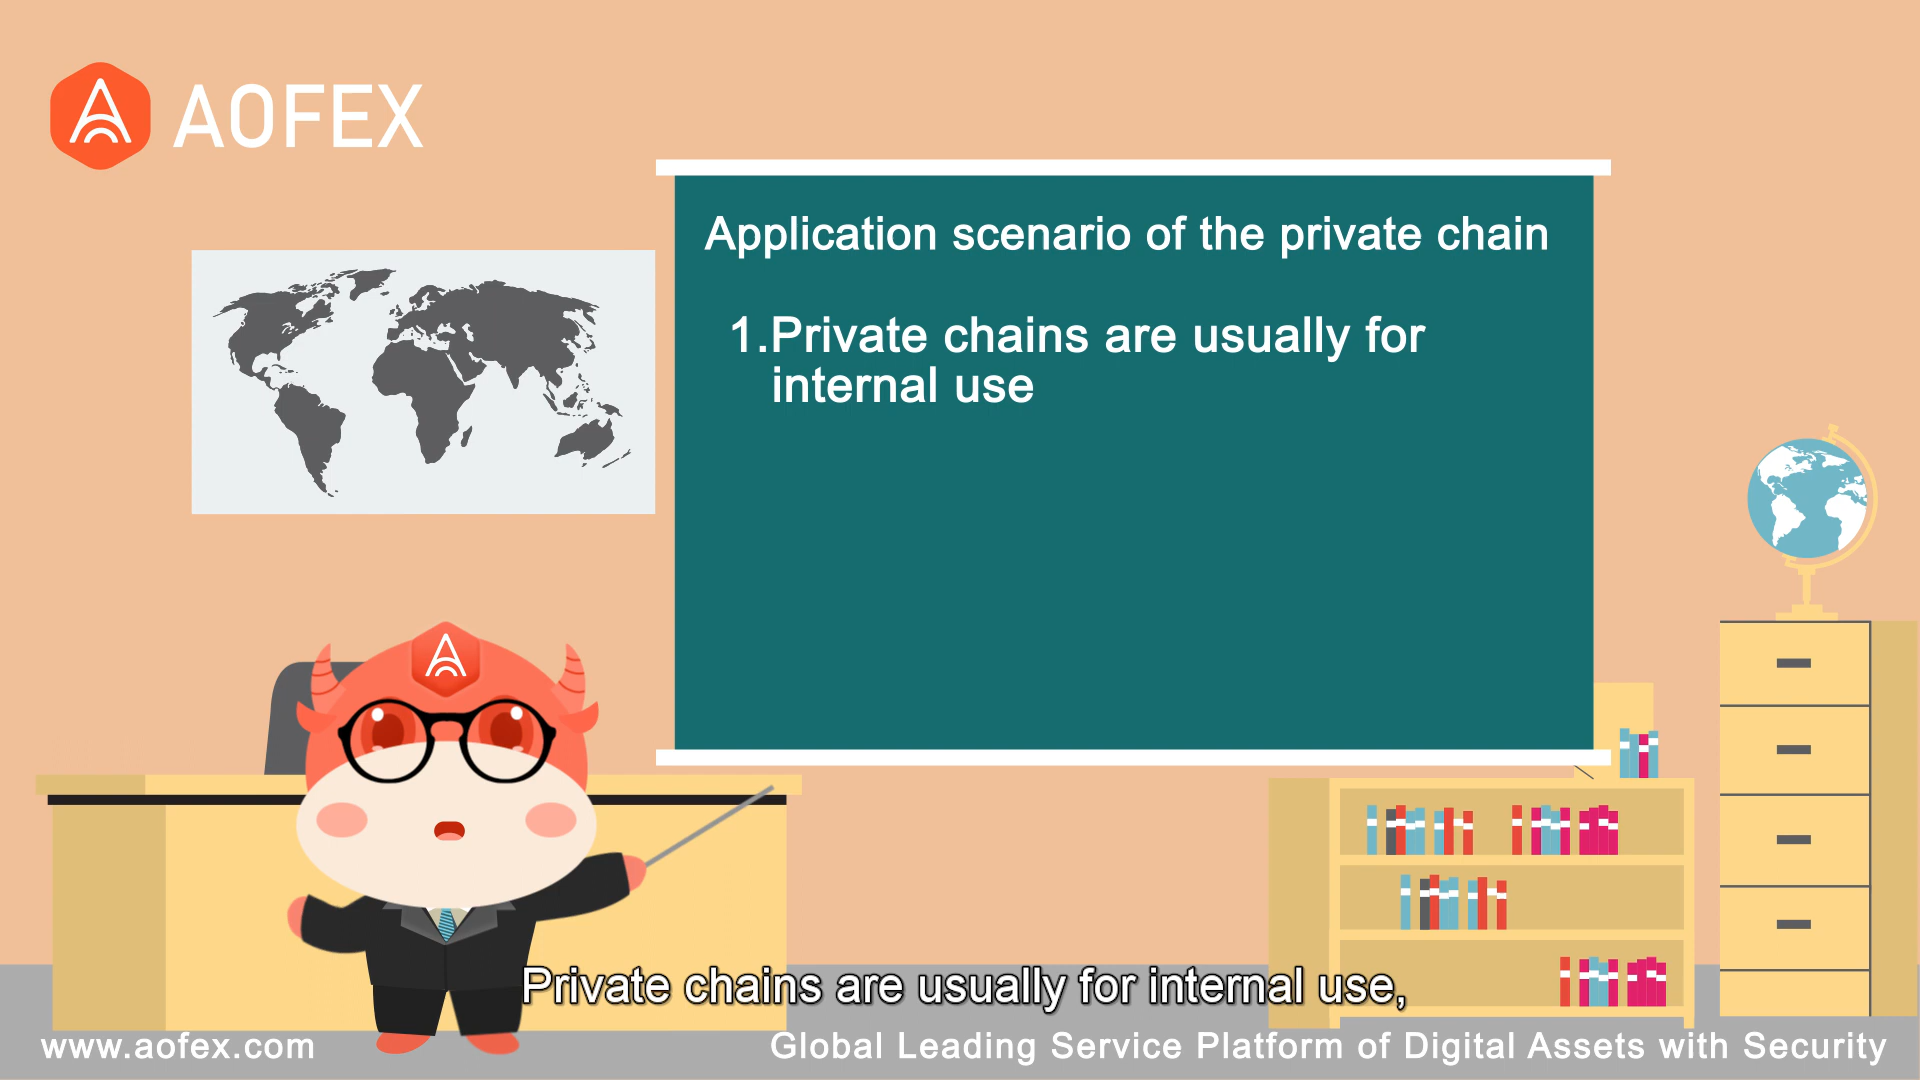 AOFEX
Application scenario of the private chain
1.Private chains are usually for
internal use
Private chains are usually for internal use,
www.aofex.com
Global Leading Service Platform of Digital Assets with Security